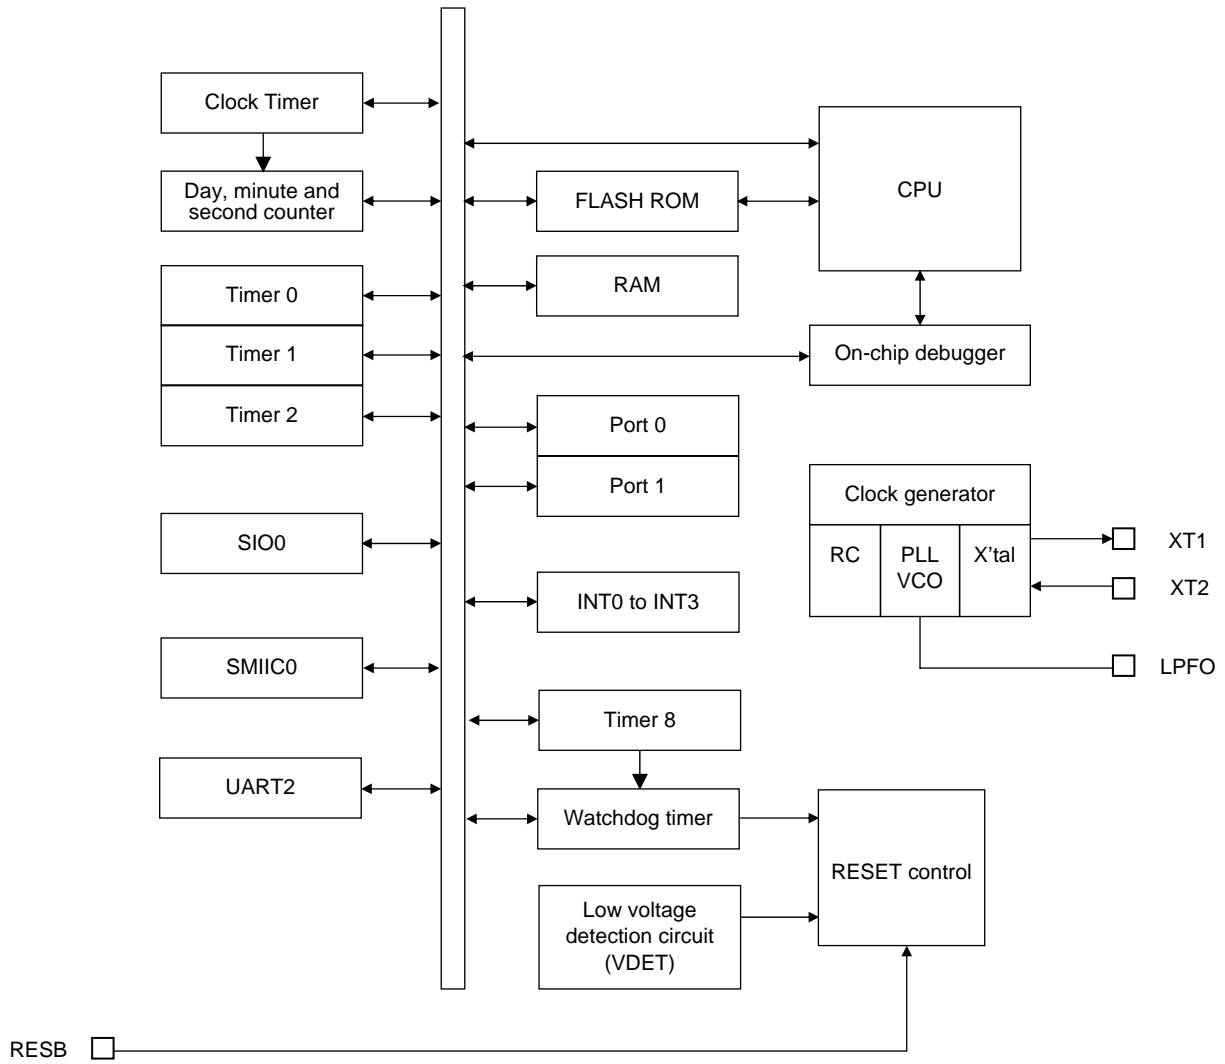 Clock Timer
Day, minute and
second counter
Timer 0
Timer 1
Timer 2
SIO0
SMIIC0
UART2
FLASH ROM
RAM
Port 0
Port 1
INT0 to INT3
Timer 8
Watchdog timer
Low voltage
detection circuit
(VDET)
CPU
On-chip debugger
Clock generator
RC
PLL
VCO
X'tal
XT1
XT2
LPFO
RESET control
RESB